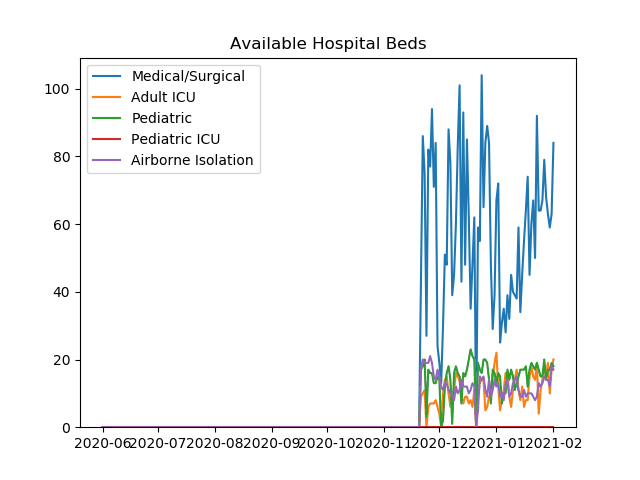 Available Hospital Beds
Medical/Surgical
Adult ICU
Pediatric
Pediatric ICU
Airborne Isolation
100
80
60
40
20
0
2020-06 2020-07 2020-08 2020-09 2020-10 2020-11 2020-12 2021-01 2021-02